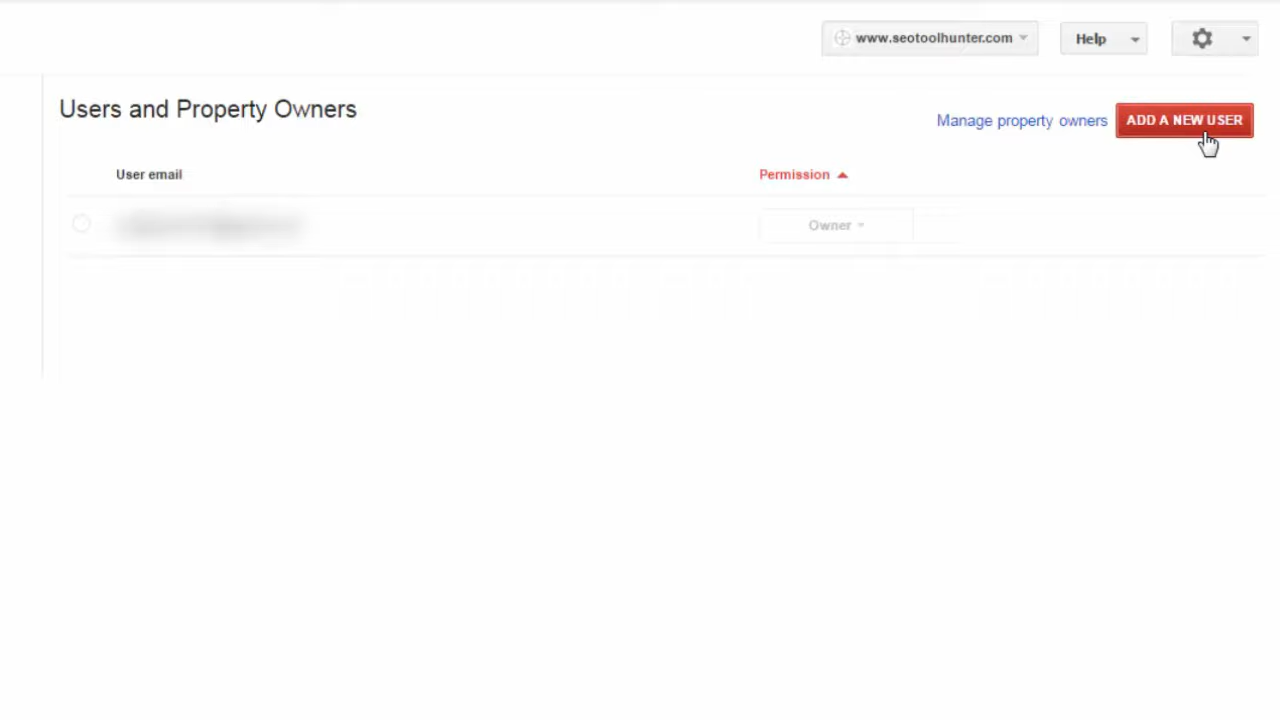 www.seotoolhunter.com
Help
Users and Property Owners
Manage property owners
ADD A NEW USER
User email
Permission
Owner